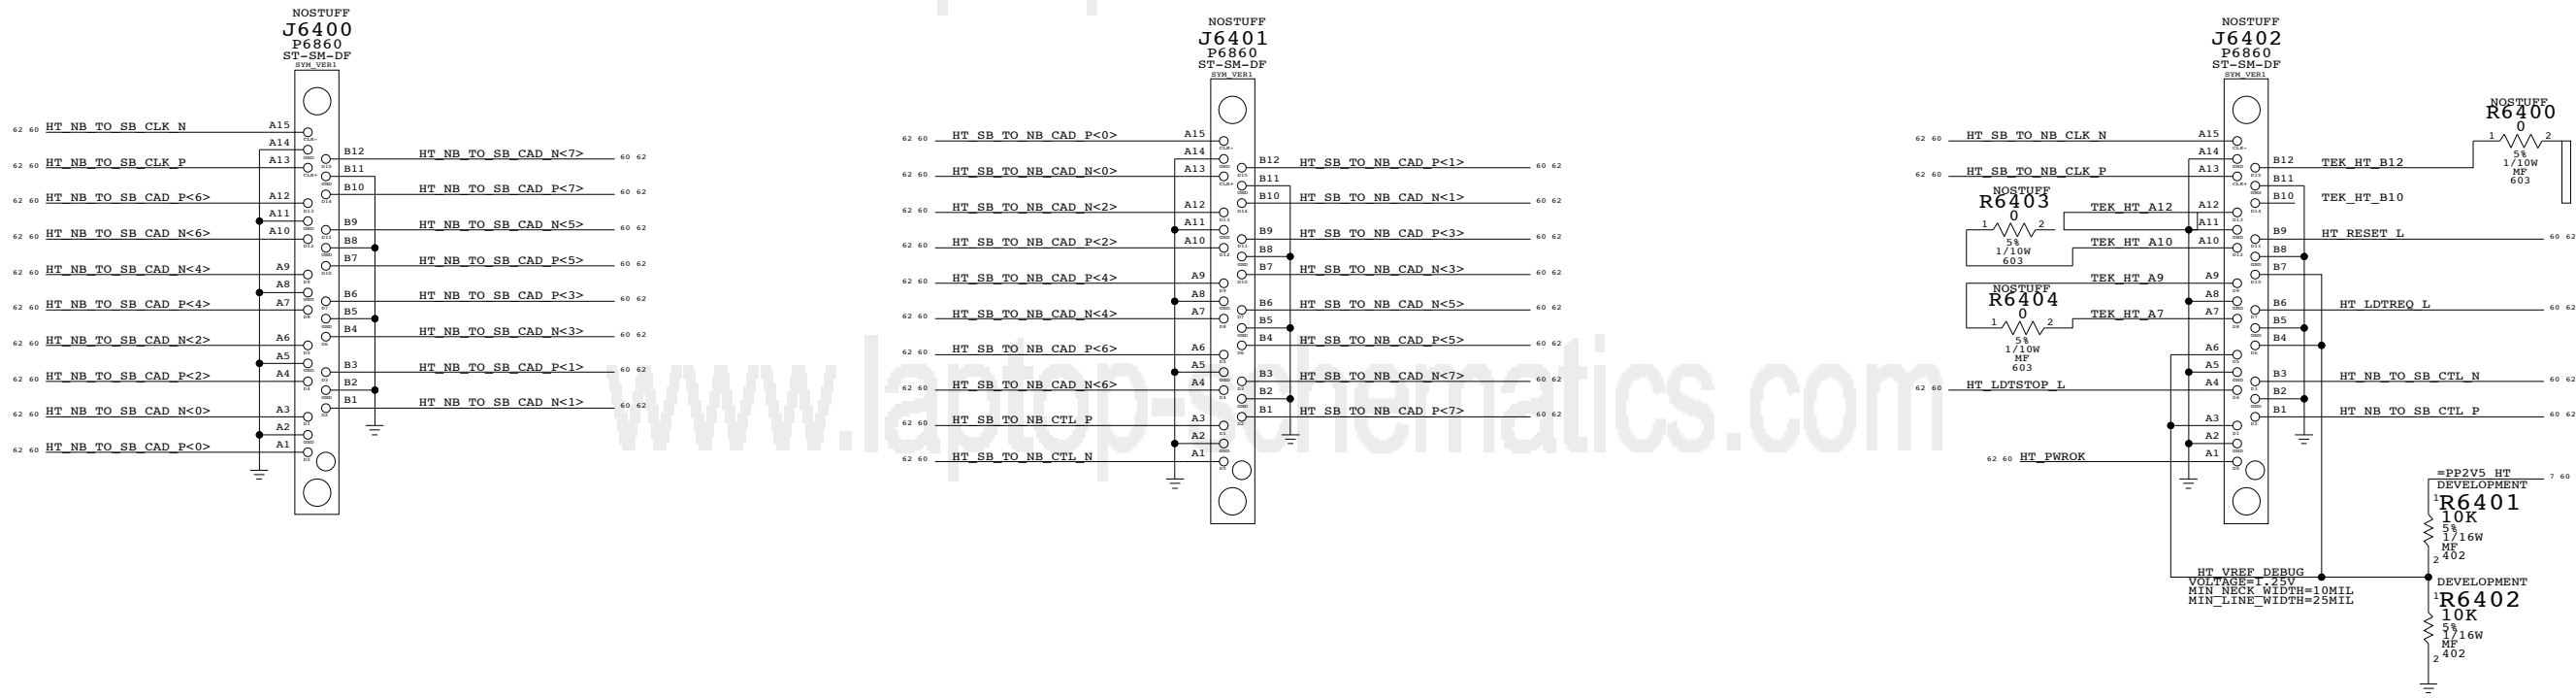 NOSTUFF
J6400
P6860
ST-SM-DF
SYM_VER1
62 60 HT_NB_TO_SB_CLK_N A15
A14
62 60 HT_NB_TO_SB_CLK_P A13
62 60 HT_NB_TO_SB_CAD_P<6> A12
A11
62 60 HT_NB_TO_SB_CAD_N<6> A10
62 60 HT_NB_TO_SB_CAD_N<4> A9
A8
62 60 HT_NB_TO_SB_CAD_P<4> A7
62 60 HT_NB_TO_SB_CAD_N<2> A6
A5
62 60 HT_NB_TO_SB_CAD_P<2> A4
62 60 HT_NB_TO_SB_CAD_N<0> A3
A2
62 60 HT_NB_TO_SB_CAD_P<0> A1
B12 HT_NB_TO_SB_CAD_N<7> 60 62
B11
B10 HT_NB_TO_SB_CAD_P<7> 60 62
B9 HT_NB_TO_SB_CAD_N<5> 60 62
B8
B7 HT_NB_TO_SB_CAD_P<5> 60 62
B6 HT_NB_TO_SB_CAD_P<3> 60 62
B5
B4 HT_NB_TO_SB_CAD_N<3> 60 62
B3 HT_NB_TO_SB_CAD_P<1> 60 62
B2
B1 HT_NB_TO_SB_CAD_N<1> 60 62
NOSTUFF
J6401
P6860
ST-SM-DF
SYM_VER1
62 60 HT_SB_TO_NB_CAD_P<0> A15
A14
62 60 HT_SB_TO_NB_CAD_N<0> A13
62 60 HT_SB_TO_NB_CAD_N<2> A12
A11
62 60 HT_SB_TO_NB_CAD_P<2> A10
62 60 HT_SB_TO_NB_CAD_P<4> A9
A8
62 60 HT_SB_TO_NB_CAD_N<4> A7
62 60 HT_SB_TO_NB_CAD_P<6> A6
A5
62 60 HT_SB_TO_NB_CAD_N<6> A4
62 60 HT_SB_TO_NB_CTL_P A3
A2
62 60 HT_SB_TO_NB_CTL_N A1
B12 HT_SB_TO_NB_CAD_P<1> 60 62
B11
B10 HT_SB_TO_NB_CAD_N<1> 60 62
B9 HT_SB_TO_NB_CAD_P<3> 60 62
B8
B7 HT_SB_TO_NB_CAD_N<3> 60 62
B6 HT_SB_TO_NB_CAD_N<5> 60 62
B5
B4 HT_SB_TO_NB_CAD_P<5> 60 62
B3 HT_SB_TO_NB_CAD_N<7> 60 62
B2
B1 HT_SB_TO_NB_CAD_P<7> 60 62
NOSTUFF
J6402
P6860
ST-SM-DF
SYM_VER1
62 60 HT_SB_TO_NB_CLK_N A15
A14
62 60 HT_SB_TO_NB_CLK_P A13
TEK_HT_A12 A12
A11
TEK_HT_A10 A10
TEK_HT_A9 A9
A8
TEK_HT_A7 A7
A6
A5
62 60 HT_LDTSTOP_L A4
A3
A2
62 60 HT_PWROK A1
B12 TEK_HT_B12
B11
B10 TEK_HT_B10
B9 HT_RESET_L 60 62
B8
B7
B6 HT_LDTREQ_L 60 62
B5
B4
B3 HT_NB_TO_SB_CTL_N 60 62
B2
B1 HT_NB_TO_SB_CTL_P 60 62
NOSTUFF
R6403
0
1 2
5%
1/10W
603
NOSTUFF
R6404
0
1 2
5%
1/10W
MF
603
NOSTUFF
R6400
0
1 2
5%
1/10W
MF
603
=PP2V5_HT 7 60
DEVELOPMENT
1 R6401
10K
5%
1/16W
MF
2 402
HT_VREF_DEBUG
VOLTAGE=1.25V
MIN_NECK_WIDTH=10MIL
MIN_LINE_WIDTH=25MIL
DEVELOPMENT
1 R6402
10K
5%
1/16W
MF
2 402
www.laptop-schematics.com